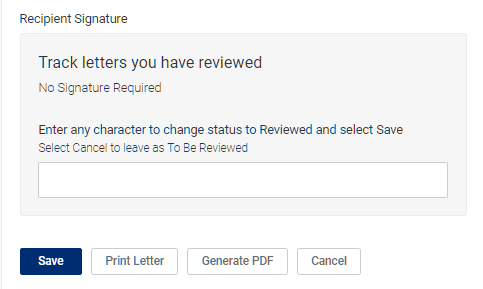 Recipient Signature
Track letters you have reviewed
No Signature Required
Enter any character to change status to Reviewed and select Save
Select Cancel to leave as To Be Reviewed
Save Print Letter Generate PDF Cancel